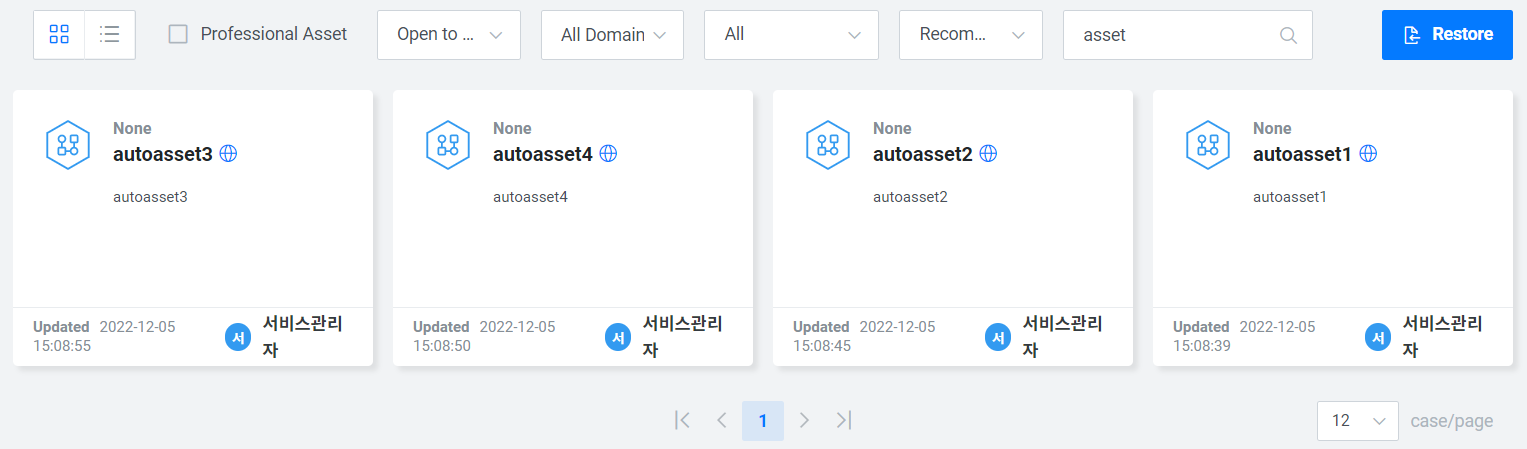 Professional Asset
Open to ...
All Domain
All
Recom...
asset
Restore
None
autoasset3
autoasset3
Updated 2022-12-05
15:08:55
서
서비스관리
자
None
autoasset4
autoasset4
Updated 2022-12-05
15:08:50
서
서비스관리
자
None
autoasset2
autoasset2
Updated 2022-12-05
15:08:45
서
서비스관리
자
None
autoasset1
autoasset1
Updated 2022-12-05
15:08:39
서
서비스관리
자
1
12
case/page